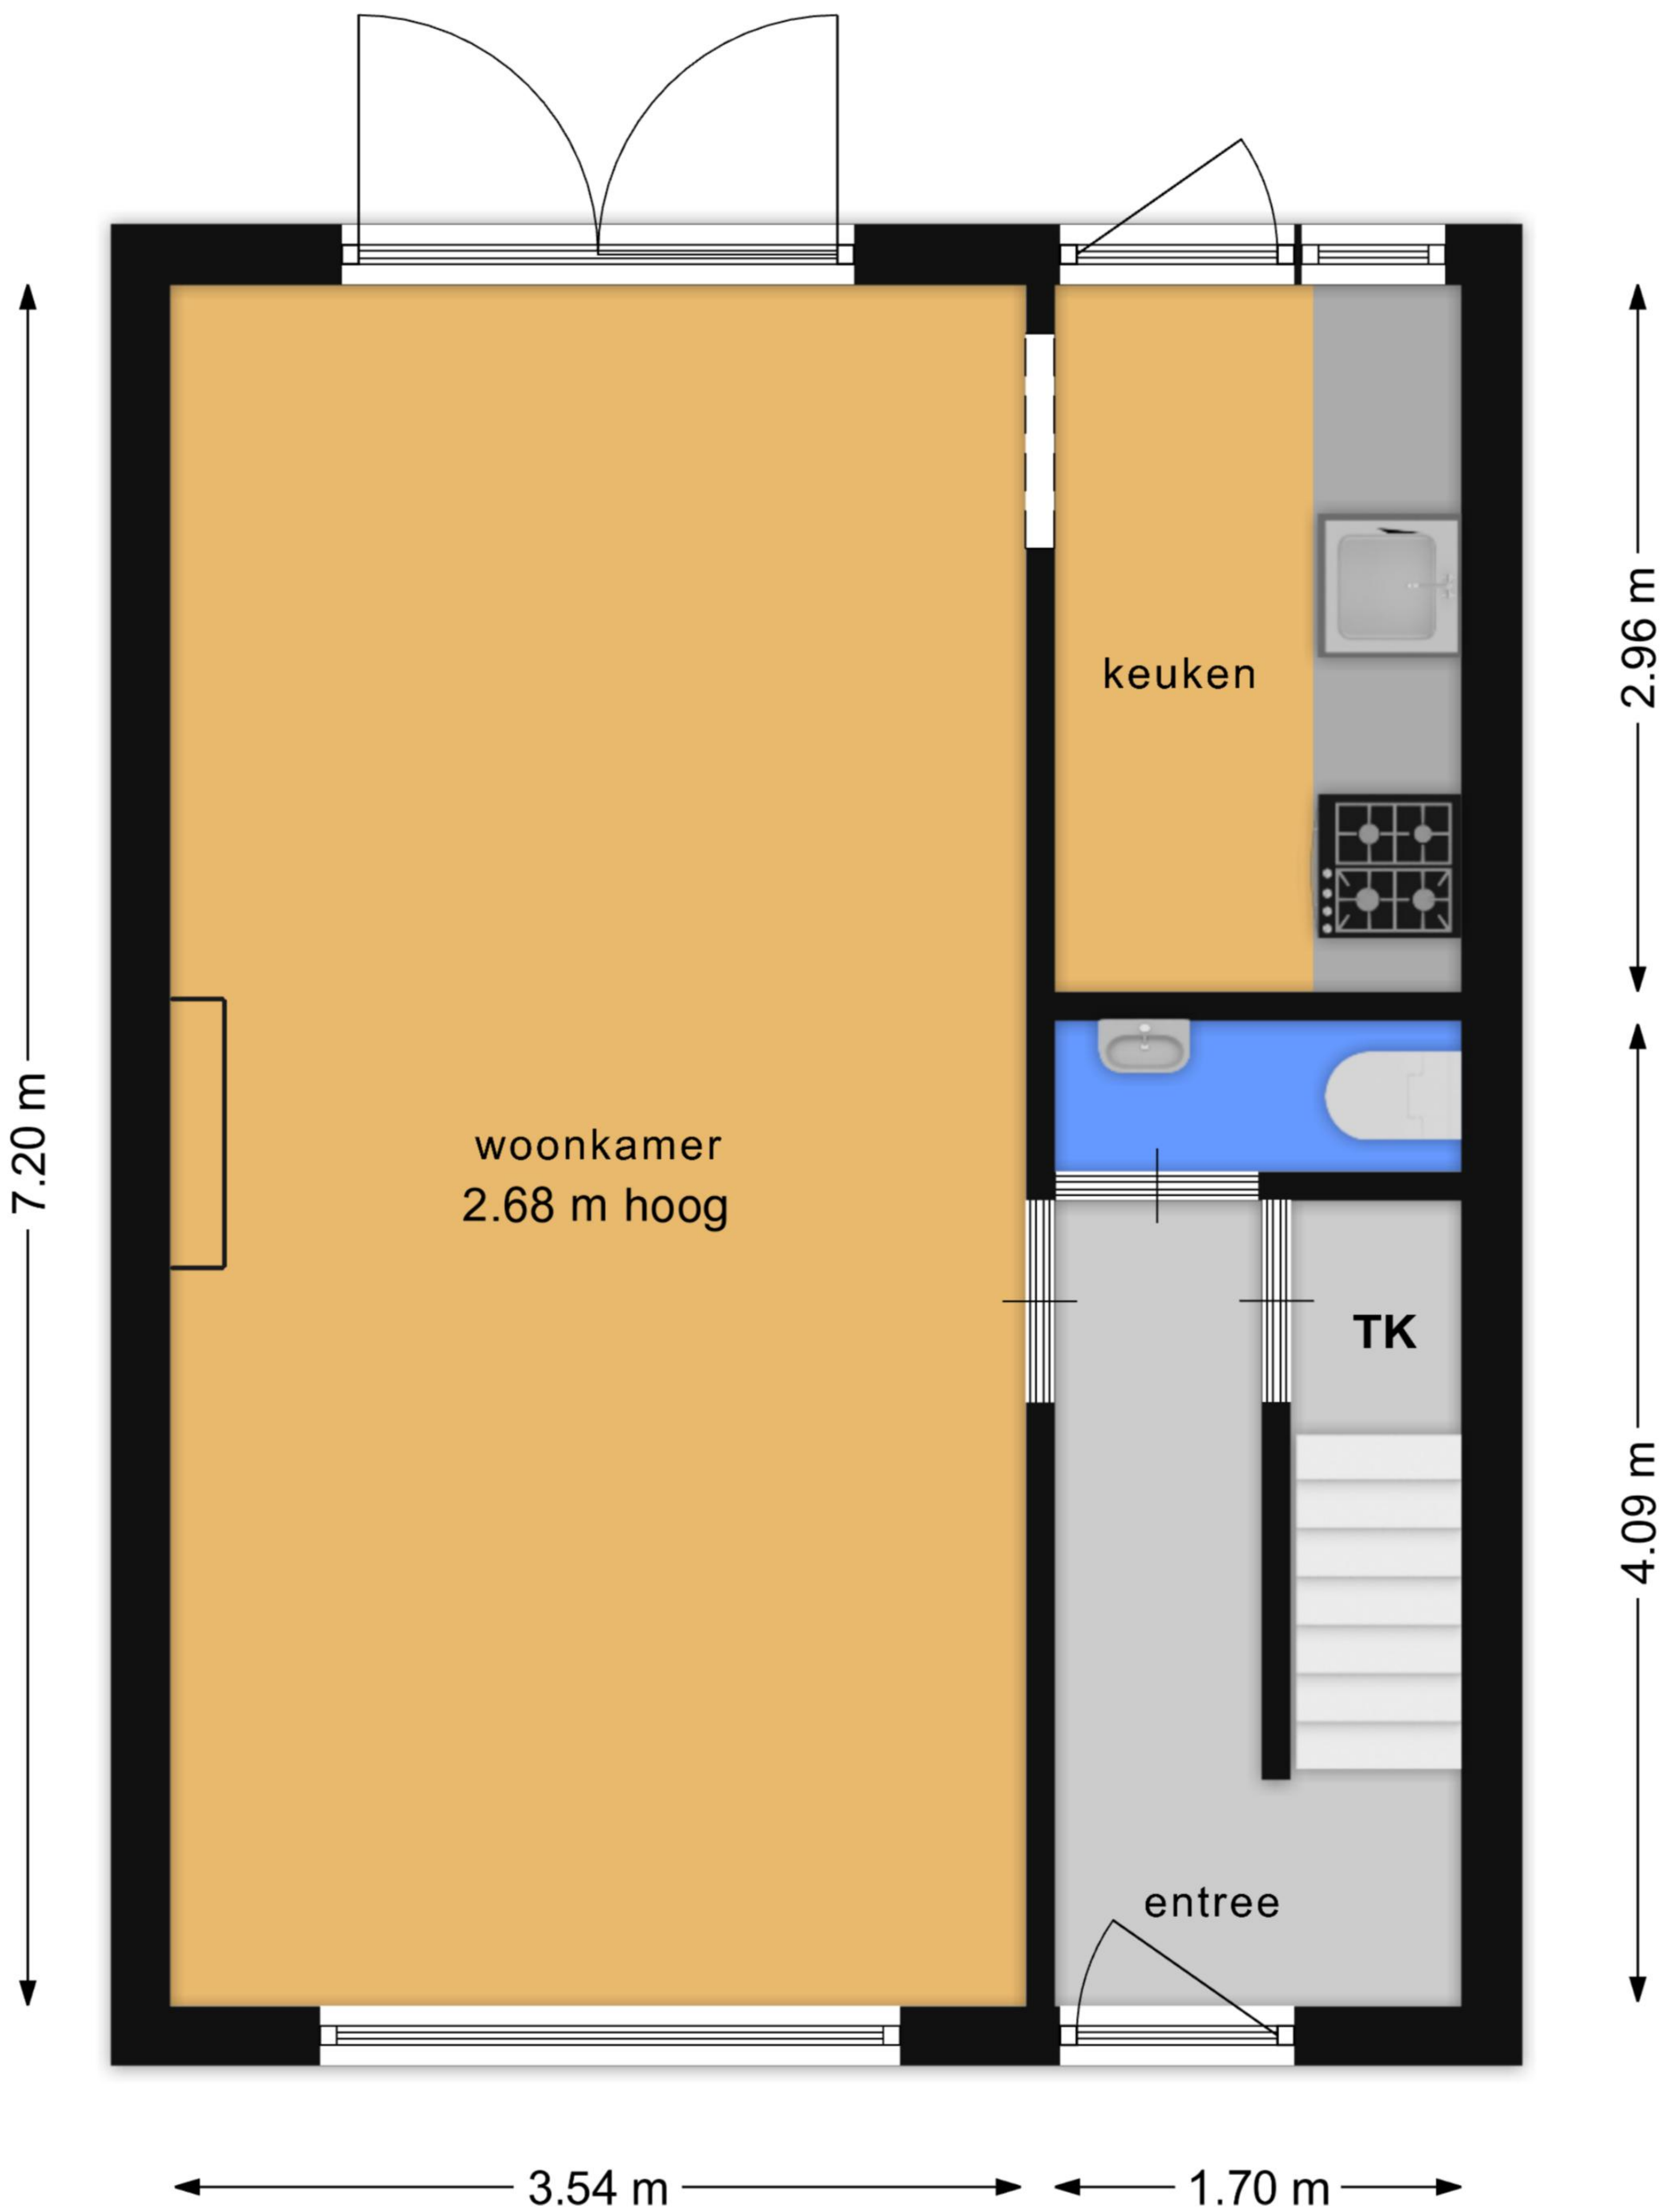 keuken
2.96 m
7.20 m
woonkamer
2.68 m hoog
TK
4.09 m
entree
3.54 m
1.70 m